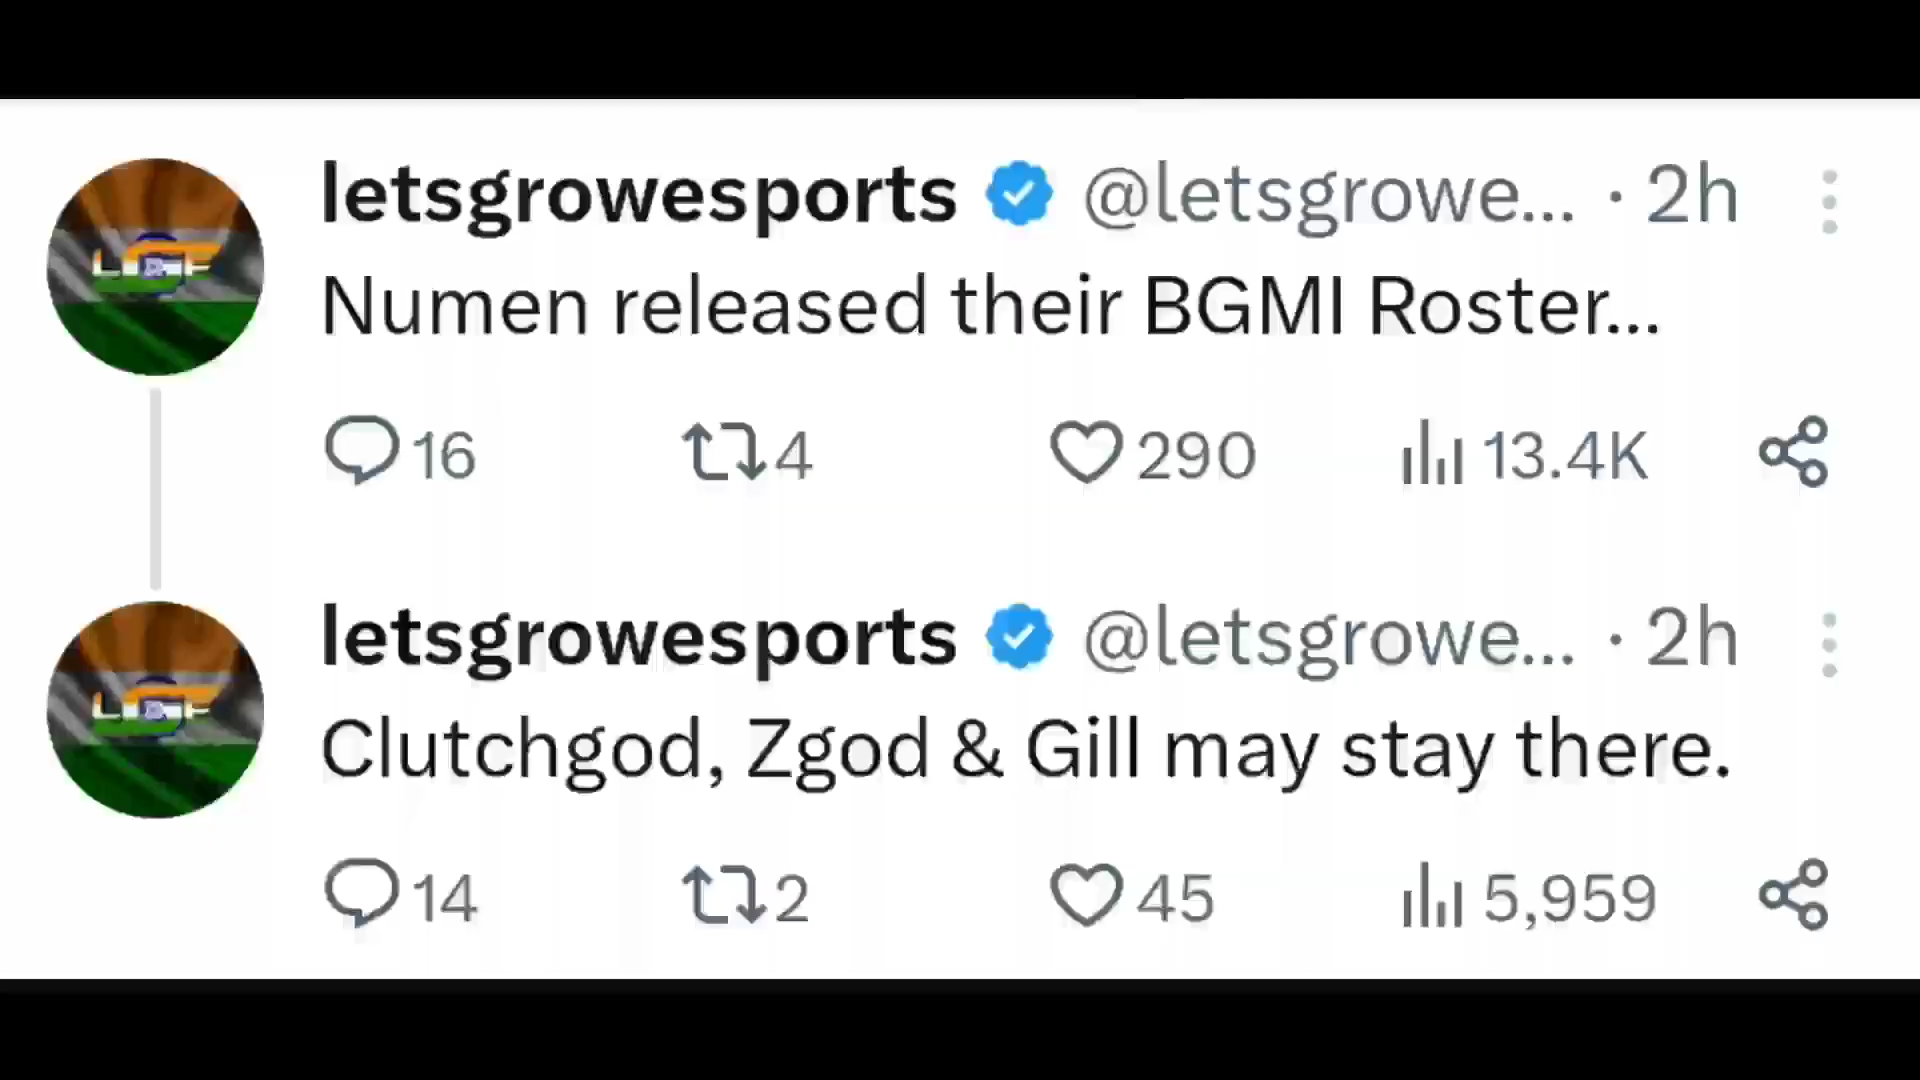 letsgrowesports @letsgrowe... · 2h
Numen released their BGMI Roster...
16 4 290 13.4K
letsgrowesports @letsgrowe... · 2h
Clutchgod, Zgod & Gill may stay there.
14 2 45 5,959